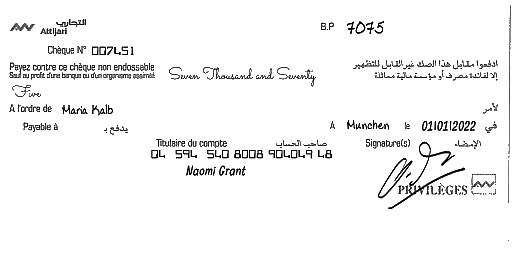 التجاري
Attijari
B.P 7075
Chèque N° 007451
Payez contre ce chèque non endossable
Sauf au profit d'une banque ou d'un organisme assimilé
Seven Thousand and Seventy
ادفعوا مقابل هذا الصك غير القابل للتظهير
إلا لفائدة مصرف أو مؤسسة مالية مماثلة
Five
A l'ordre de Maria Kalb
لأمر
Payable à
يدفع بـ
A Munchen le 01/01/2022 في
Titulaire du compte صاحب الحساب
Signature(s) الإمضاء
04 594 540 8008 904049 48
Naomi Grant
PRIVILÈGES